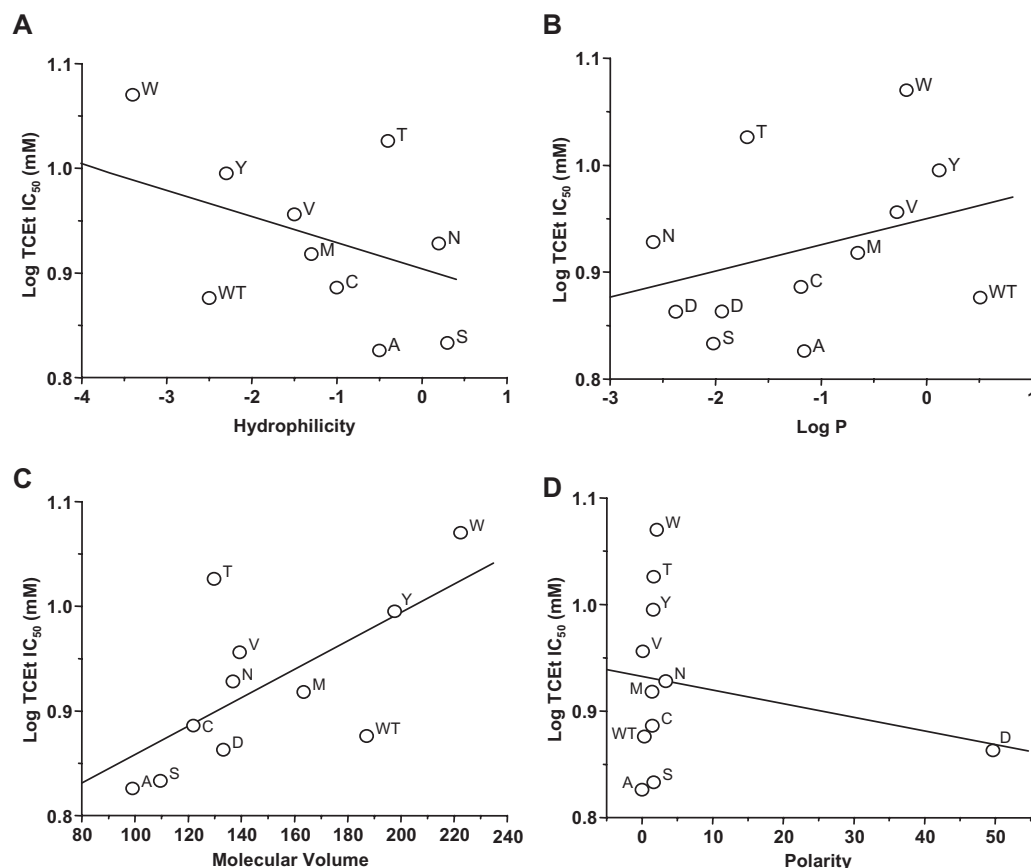 A
Log TCEt IC50 (mM)
1.1
1.0
0.9
0.8
W
T
Y
V
N
M
C
WT
S
A
-4 -3 -2 -1 0 1
Hydrophilicity
B
Log TCEt IC50 (mM)
1.1
1.0
0.9
0.8
W
T
Y
V
N
M
C
WT
D D
S
A
-3 -2 -1 0 1
Log P
C
Log TCEt IC50 (mM)
1.1
1.0
0.9
0.8
W
T
Y
V
N
M
C
WT
D
A S
80 100 120 140 160 180 200 220 240
Molecular Volume
D
Log TCEt IC50 (mM)
1.1
1.0
0.9
0.8
W
T
Y
V
N
M
C
WT
D
A S
0 10 20 30 40 50
Polarity